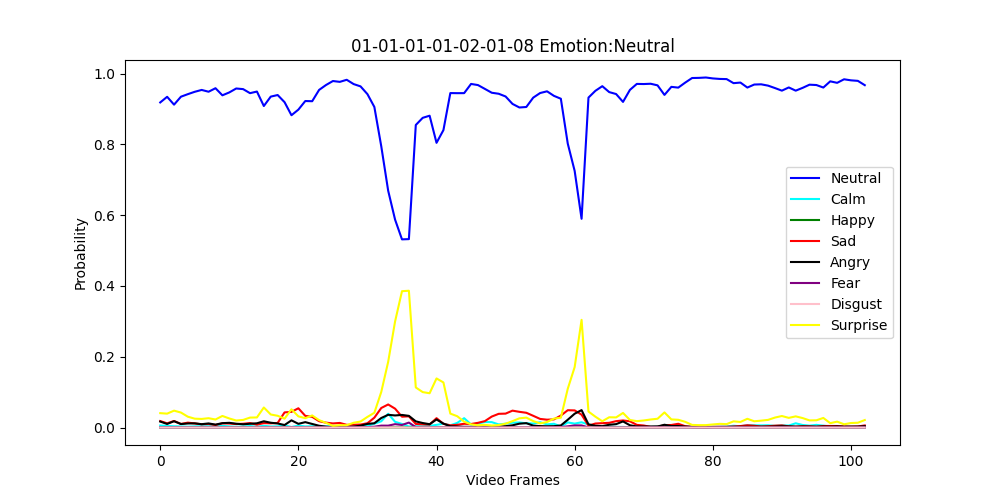 01-01-01-01-02-01-08 Emotion:Neutral
Probability
1.0
0.8
0.6
0.4
0.2
0.0
0 20 40 60 80 100
Video Frames
Neutral
Calm
Happy
Sad
Angry
Fear
Disgust
Surprise